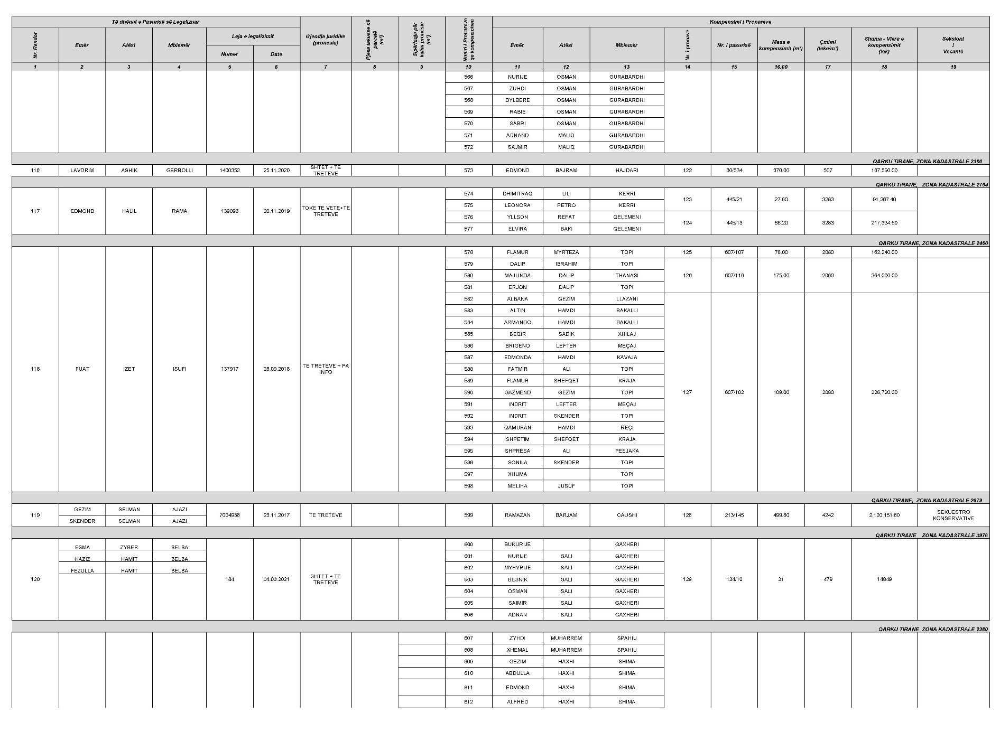 Të dhënat e Pasurisë së Legalizuar
Kompensimi i Pronarëve
Nr. Rendor
Emër
Atësi
Mbiemër
Leja e legalizimit
Numer
Date
Gjendja juridike
(pronesia)
Pjesa takuese në
parcelë
(m²)
Sipërfaqja për
kalim pronësie
(m²)
Numri i Pronareve
qe kompensohen
Emër
Atësi
Mbiemër
Nr. i pronave
Nr. i pasurisë
Masa e
kompensimit (m²)
Çmimi
(leke/m²)
Shuma - Vlera e
kompensimit
(lek)
Seksioni
i
Veçantë
1 2 3 4 5 6 7 8 9 10 11 12 13 14 15 16.00 17 18 19
566 NURIJE OSMAN GURABARDHI
567 ZUHDI OSMAN GURABARDHI
568 DYLBERE OSMAN GURABARDHI
569 RABIE OSMAN GURABARDHI
570 SABRI OSMAN GURABARDHI
571 ADNAND MALIQ GURABARDHI
572 SAJMIR MALIQ GURABARDHI
QARKU TIRANE, ZONA KADASTRALE 2380
116 LAVDRIM ASHIK GERBOLLI 1400352 25.11.2020 SHTET + TE TRETEVE 573 EDMOND BAJRAM HAJDARI 122 80/534 370.00 507 187,590.00
QARKU TIRANE, ZONA KADASTRALE 2704
574 DHIMITRAQ LILI KERRI
123 445/21 27.80 3283 91,267.40
575 LEONORA PETRO KERRI
117 EDMOND HALIL RAMA 139096 20.11.2019 TOKE TE VETE+TE TRETEVE
576 YLLSON REFAT QELEMENI
124 445/13 66.20 3283 217,334.60
577 ELVIRA BAKI QELEMENI
QARKU TIRANE, ZONA KADASTRALE 2460
578 FLAMUR MYRTEZA TOPI 125 607/107 78.00 2080 162,240.00
579 DALIP IBRAHIM TOPI
580 MAJLINDA DALIP THANASI 126 607/118 175.00 2080 364,000.00
581 ERJON DALIP TOPI
582 ALBANA GEZIM LLAZANI
583 ALTIN HAMDI BAKALLI
584 ARMANDO HAMDI BAKALLI
585 BEQIR SADIK XHILAJ
586 BRIGENO LEFTER MEÇAJ
587 EDMONDA HAMDI KAVAJA
118 FUAT IZET ISUFI 137917 28.09.2018 TE TRETEVE + PA INFO 588 FATMIR ALI TOPI
589 FLAMUR SHEFQET KRAJA
590 GAZMEND GEZIM TOPI 127 607/102 109.00 2080 226,720.00
591 INDRIT LEFTER MEÇAJ
592 INDRIT SKENDER TOPI
593 QAMURAN HAMDI REÇI
594 SHPETIM SHEFQET KRAJA
595 SHPRESA ALI PESJAKA
596 SONILA SKENDER TOPI
597 XHUMA TOPI
598 MELIHA JUSUF TOPI
QARKU TIRANE, ZONA KADASTRALE 2679
GEZIM SELMAN AJAZI
119 7004938 23.11.2017 TE TRETEVE 599 RAMAZAN BARJAM CAUSHI 128 213/145 499.80 4242 2,120,151.60 SEKUESTRO KONSERVATIVE
SKENDER SELMAN AJAZI
QARKU TIRANE ZONA KADASTRALE 3976
ESMA ZYBER BELBA 600 BUKURIJE GAXHERI
HAZIZ HAMIT BELBA 601 NURIJE SALI GAXHERI
FEZULLA HAMIT BELBA 602 MYHYRIJE SALI GAXHERI
120 184 04.03.2021 SHTET + TE TRETEVE 603 BESNIK SALI GAXHERI 129 134/10 31 479 14849
604 OSMAN SALI GAXHERI
605 SAIMIR SALI GAXHERI
606 ADNAN SALI GAXHERI
QARKU TIRANE ZONA KADASTRALE 2380
607 ZYHDI MUHARREM SPAHIU
608 XHEMAL MUHARREM SPAHIU
609 GEZIM HAXHI SHIMA
610 ABDULLA HAXHI SHIMA
611 EDMOND HAXHI SHIMA
612 ALFRED HAXHI SHIMA